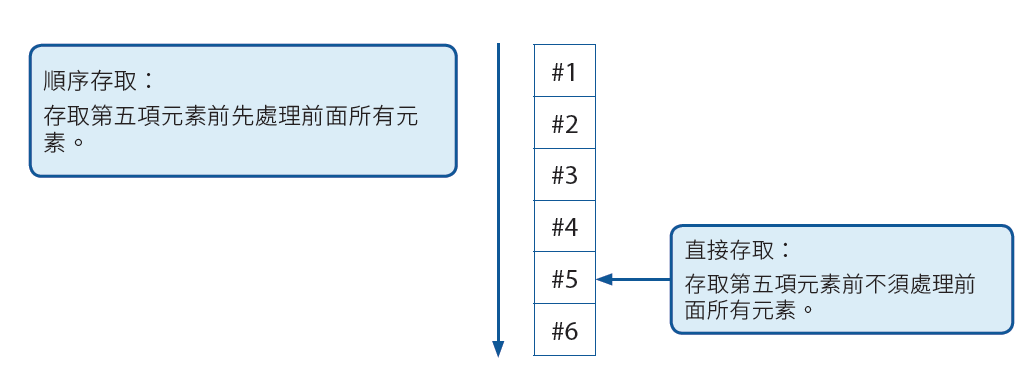 順序存取：
存取第五項元素前先處理前面所有元
素。
#1
#2
#3
#4
#5
#6
直接存取：
存取第五項元素前不須處理前
面所有元素。